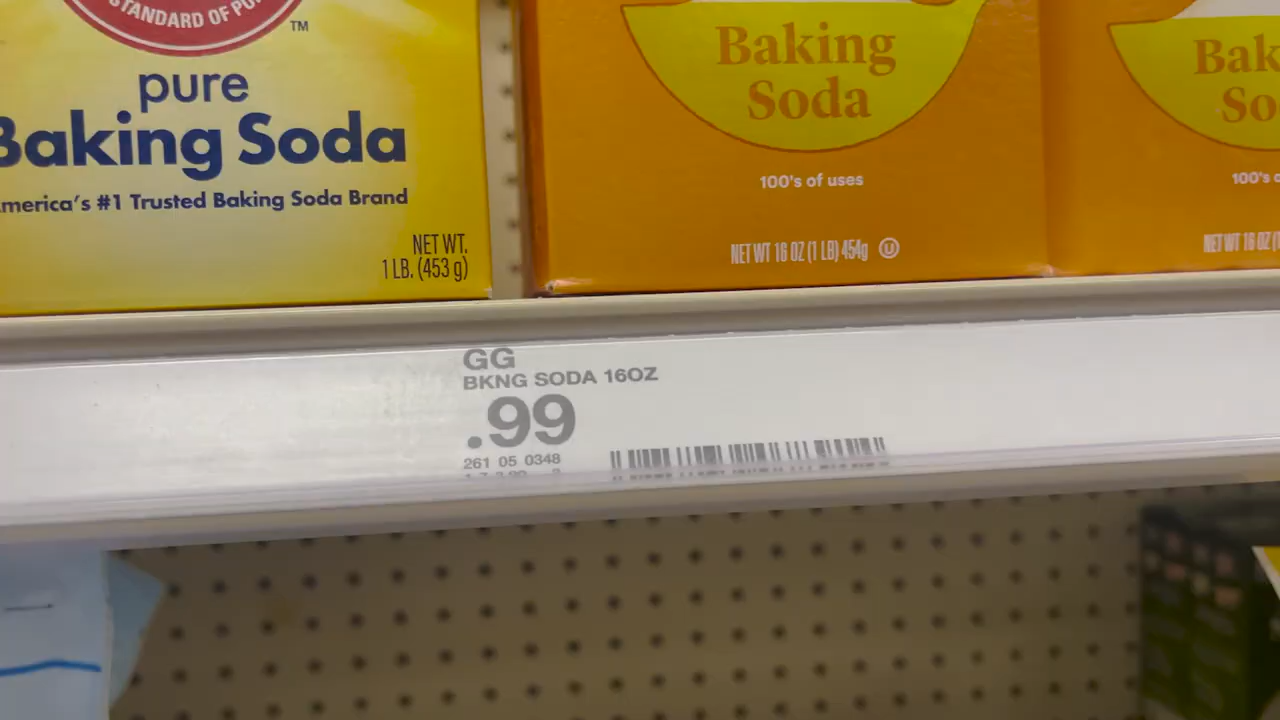 STANDARD OF
TM
pure
Baking Soda
America's #1 Trusted Baking Soda Brand
NET WT.
1 LB. (453 g)
Baking
Soda
100's of uses
NET WT 16 OZ (1 LB) 454g U
Bak
So
100's
NET WT 16 OZ
GG
BKNG SODA 16OZ
.99
261 05 0348